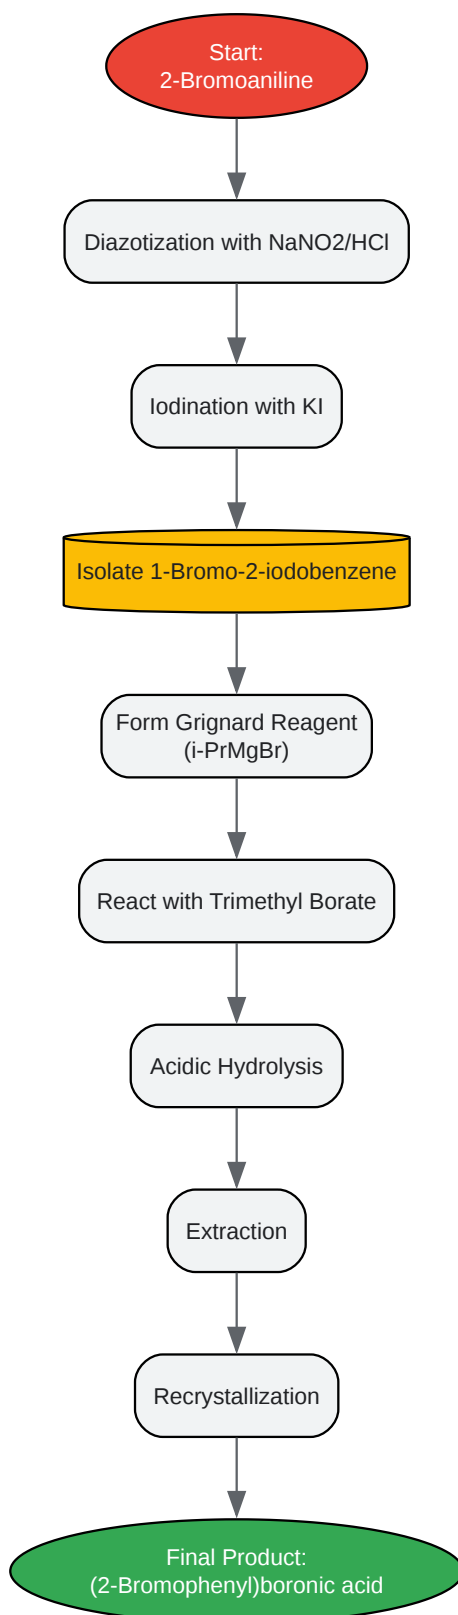 Start:
2-Bromoaniline
Diazotization with NaNO2/HCl
Iodination with KI
Isolate 1-Bromo-2-iodobenzene
Form Grignard Reagent
(i-PrMgBr)
React with Trimethyl Borate
Acidic Hydrolysis
Extraction
Recrystallization
Final Product:
(2-Bromophenyl)boronic acid